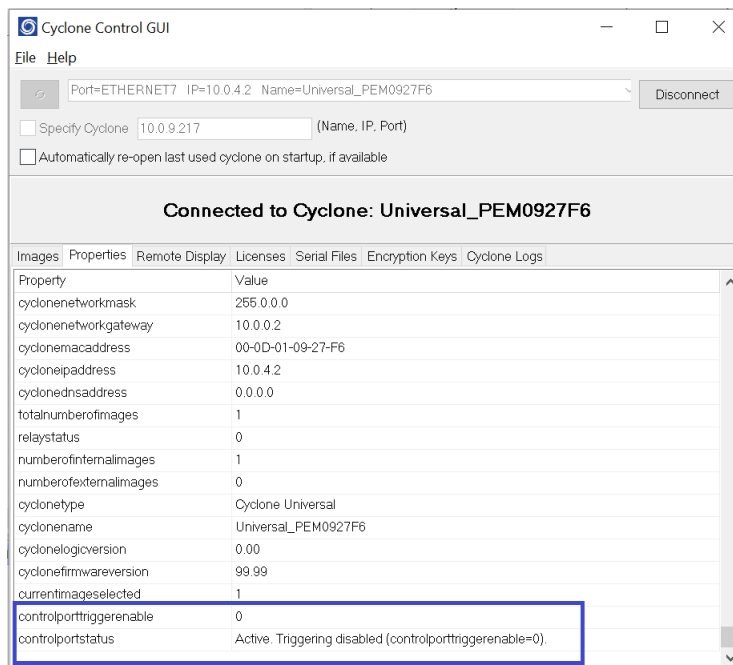 Cyclone Control GUI
File Help
Port=ETHERNET7 IP=10.0.4.2 Name=Universal_PEM0927F6
Disconnect
Specify Cyclone 10.0.9.217 (Name, IP, Port)
Automatically re-open last used cyclone on startup, if available
Connected to Cyclone: Universal_PEM0927F6
Images Properties Remote Display Licenses Serial Files Encryption Keys Cyclone Logs
Property Value
cyclonenetworkmask 255.0.0.0
cyclonenetworkgateway 10.0.0.2
cyclonemacaddress 00-0D-01-09-27-F6
cycloneipaddress 10.0.4.2
cyclonednsaddress 0.0.0.0
totalnumberofimages 1
relaystatus 0
numberofinternalimages 1
numberofexternalimages 0
cyclonetype Cyclone Universal
cyclonename Universal_PEM0927F6
cyclonelogicversion 0.00
cyclonefirmwareversion 99.99
currentimageselected 1
controlporttriggerenable 0
controlportstatus Active. Triggering disabled (controlporttriggerenable=0).